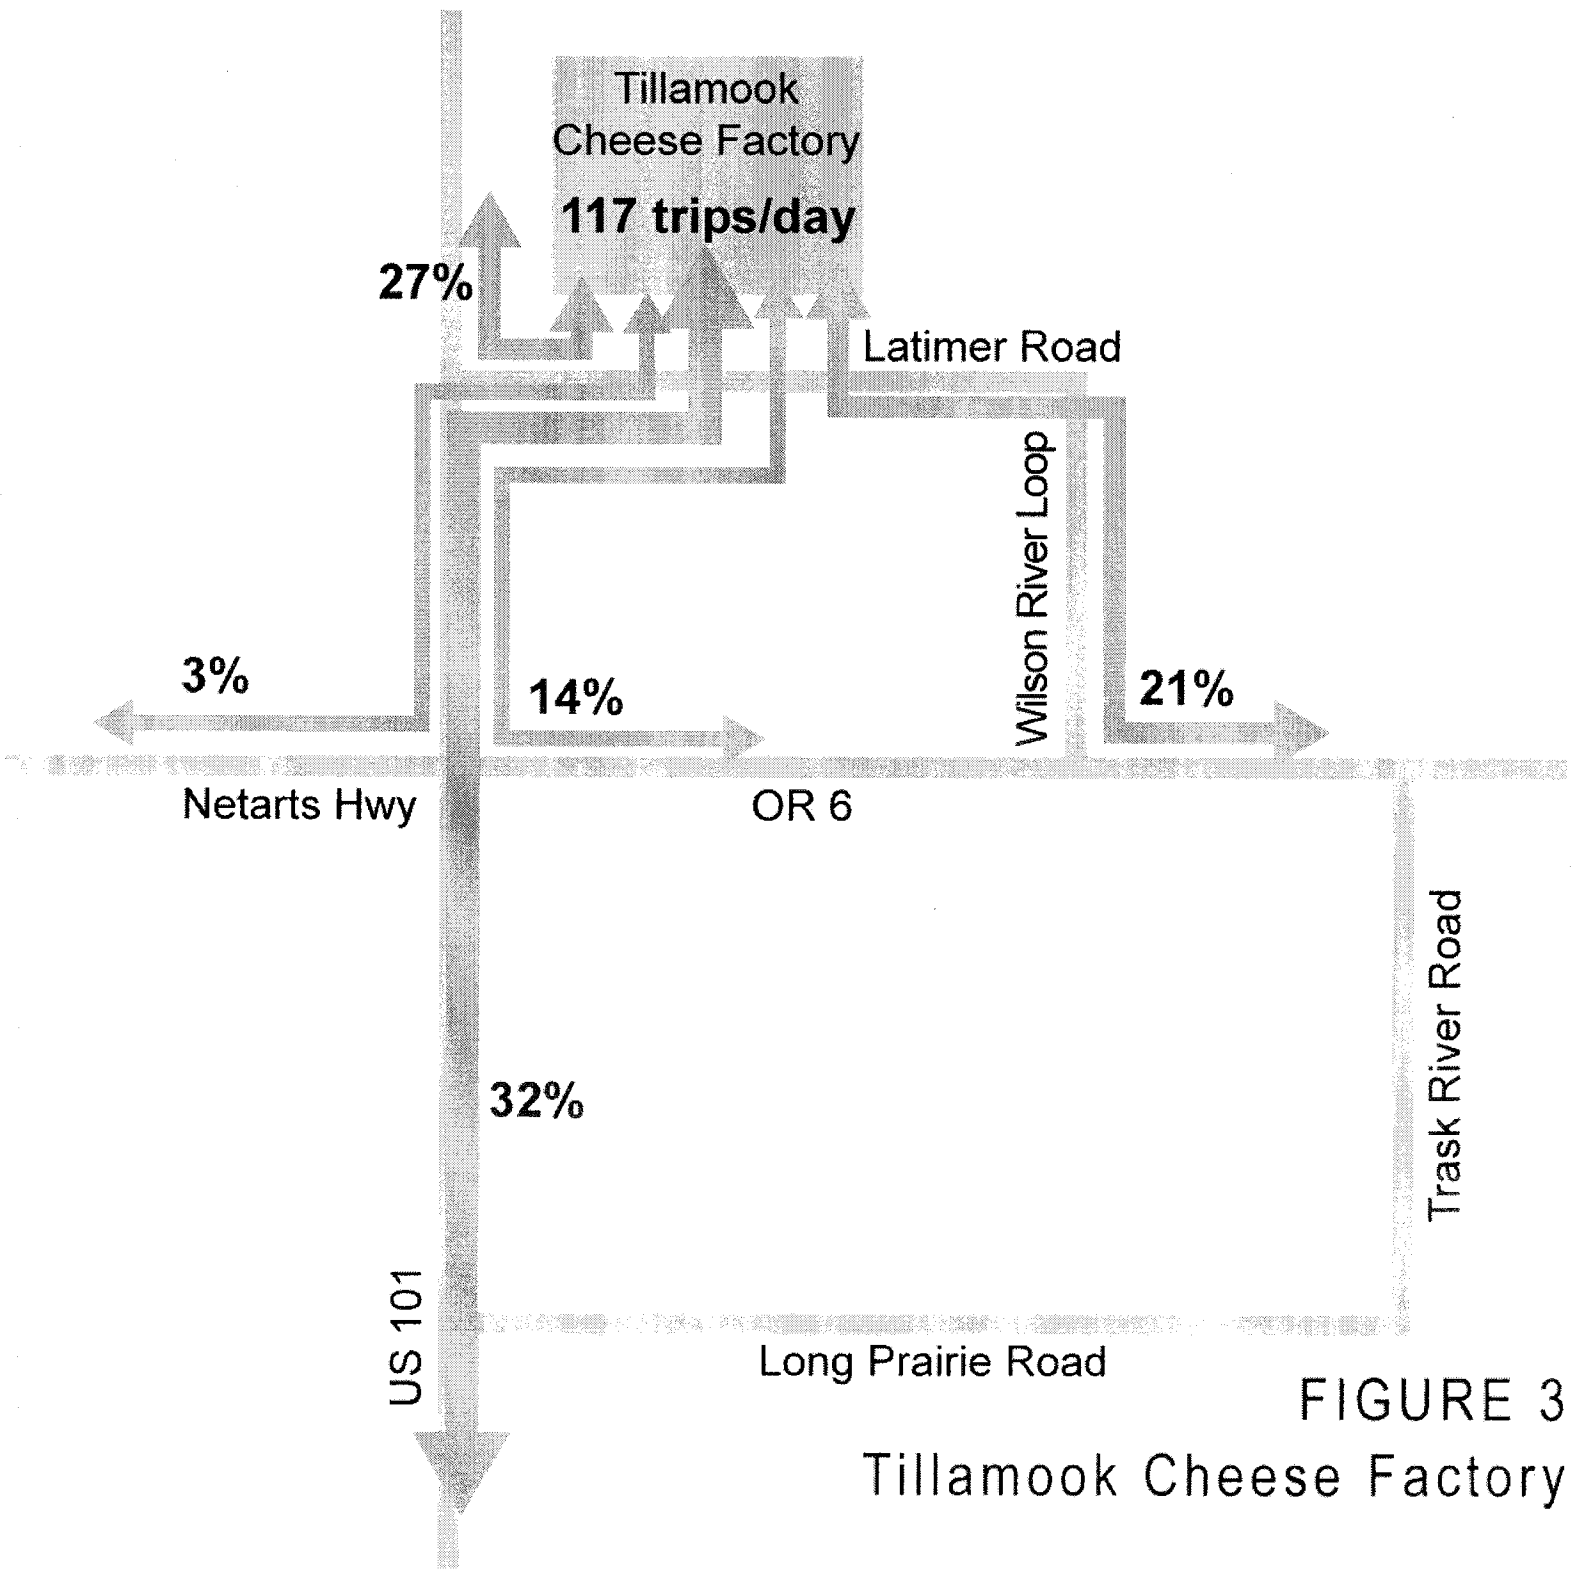 Tillamook
Cheese Factory
117 trips/day
27%
Latimer Road
Wilson River Loop
3%
14%
21%
Netarts Hwy
OR 6
Trask River Road
32%
US 101
Long Prairie Road
FIGURE 3
Tillamook Cheese Factory